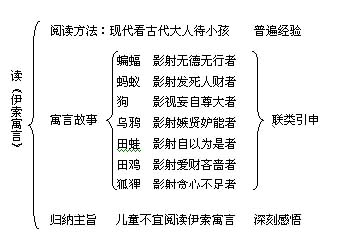 读《伊索寓言》
阅读方法：现代看古代大人待小孩 普遍经验
寓言故事
蝙蝠 影射无德无行者
蚂蚁 影射发死人财者
狗 影视妄自尊大者
乌鸦 影射嫉贤妒能者
田蛙 影射自以为是者
田鸡 影射爱财吝啬者
狐狸 影射贪心不足者
联类引申
归纳主旨 儿童不宜阅读伊索寓言 深刻感悟